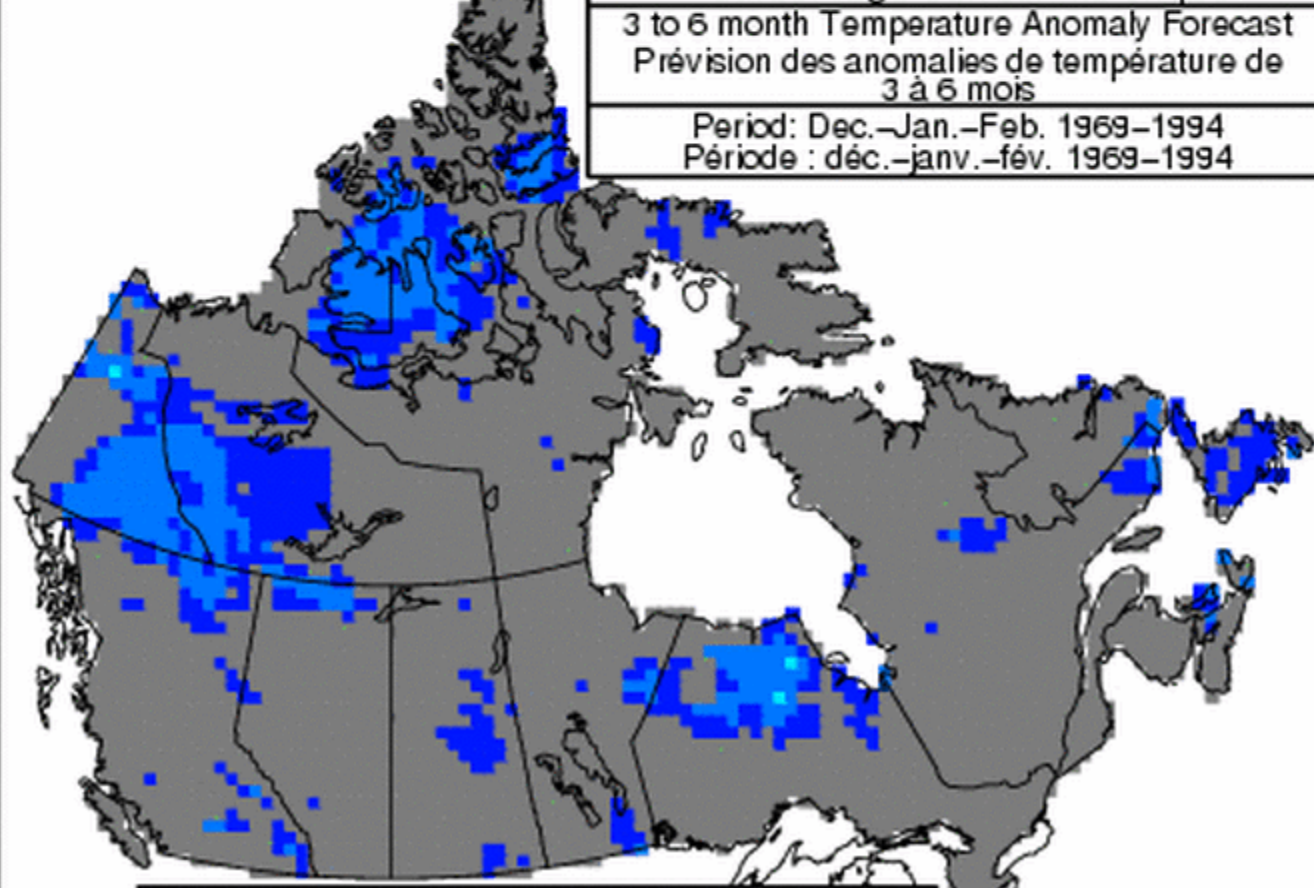 3 to 6 month Temperature Anomaly Forecast
Prévision des anomalies de température de
3 à 6 mois
Period: Dec.–Jan.–Feb. 1969–1994
Période : déc.–janv.–fév. 1969–1994